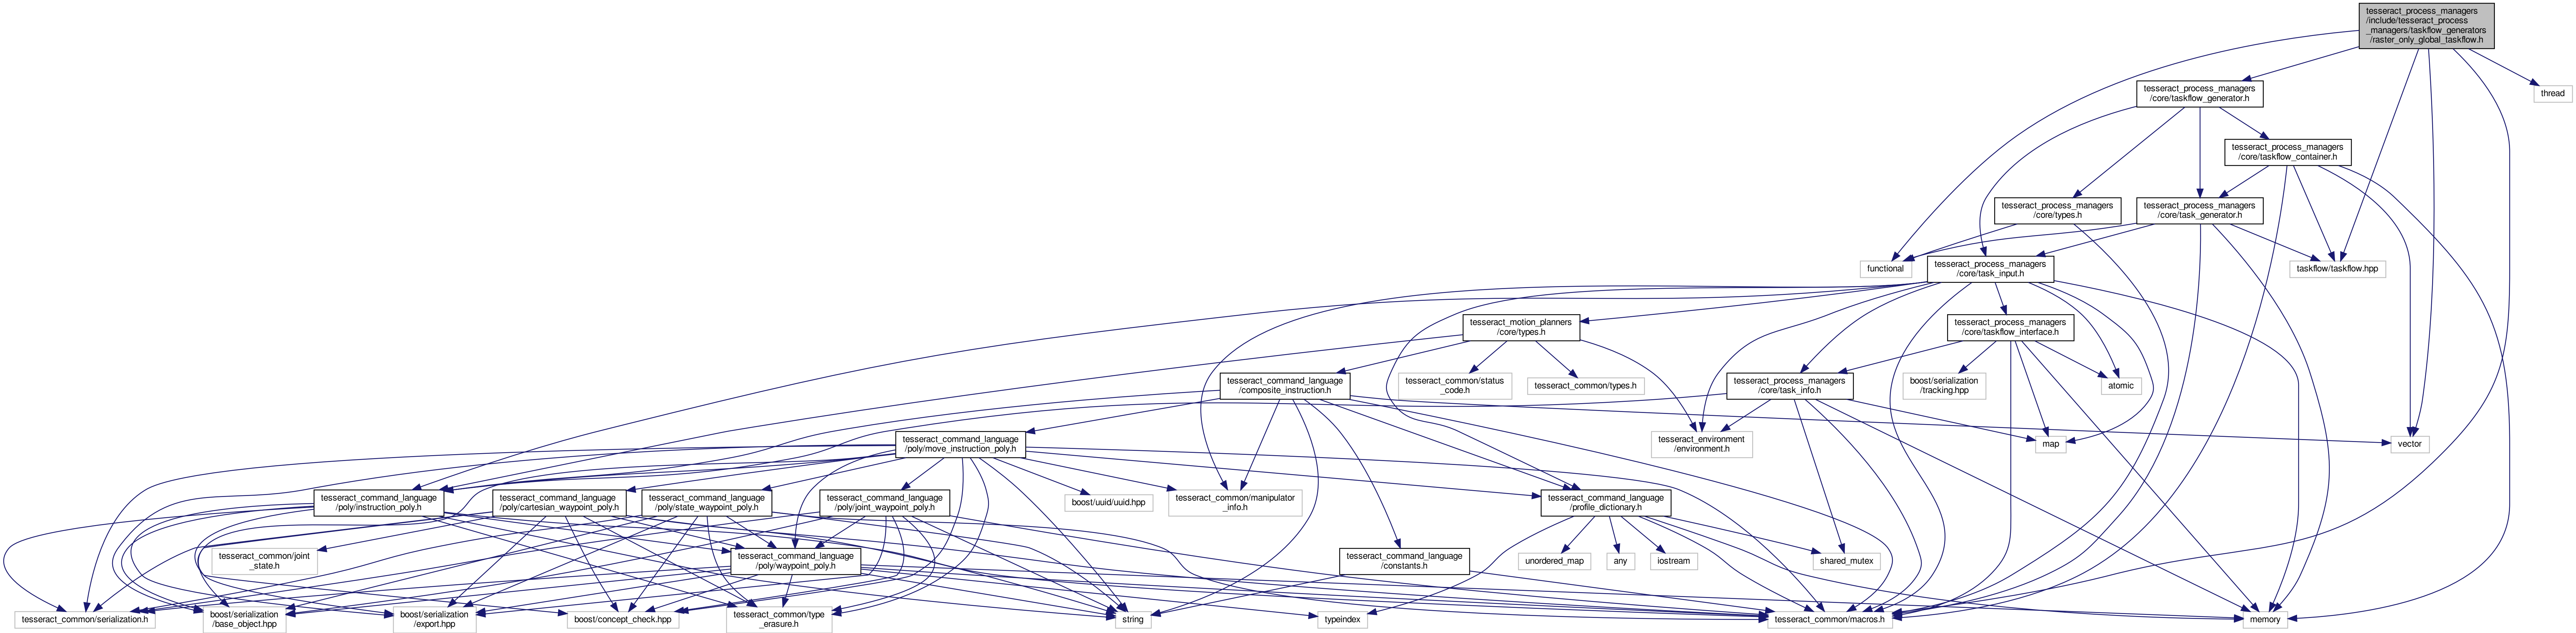 tesseract_process_managers
/include/tesseract_process
_managers/taskflow_generators
/raster_only_global_taskflow.h
tesseract_process_managers
/core/taskflow_generator.h
thread
tesseract_process_managers
/core/taskflow_container.h
tesseract_process_managers
/core/types.h
tesseract_process_managers
/core/task_generator.h
functional
tesseract_process_managers
/core/task_input.h
taskflow/taskflow.hpp
tesseract_motion_planners
/core/types.h
tesseract_process_managers
/core/taskflow_interface.h
tesseract_command_language
/composite_instruction.h
tesseract_common/status
_code.h
tesseract_common/types.h
tesseract_process_managers
/core/task_info.h
boost/serialization
/tracking.hpp
atomic
tesseract_command_language
/poly/move_instruction_poly.h
tesseract_environment
/environment.h
map
vector
tesseract_command_language
/poly/instruction_poly.h
tesseract_command_language
/poly/cartesian_waypoint_poly.h
tesseract_command_language
/poly/state_waypoint_poly.h
tesseract_command_language
/poly/joint_waypoint_poly.h
boost/uuid/uuid.hpp
tesseract_common/manipulator
_info.h
tesseract_command_language
/profile_dictionary.h
tesseract_common/joint
_state.h
tesseract_command_language
/poly/waypoint_poly.h
tesseract_command_language
/constants.h
unordered_map
any
iostream
shared_mutex
tesseract_common/serialization.h
boost/serialization
/base_object.hpp
boost/serialization
/export.hpp
boost/concept_check.hpp
tesseract_common/type
_erasure.h
string
typeindex
tesseract_common/macros.h
memory